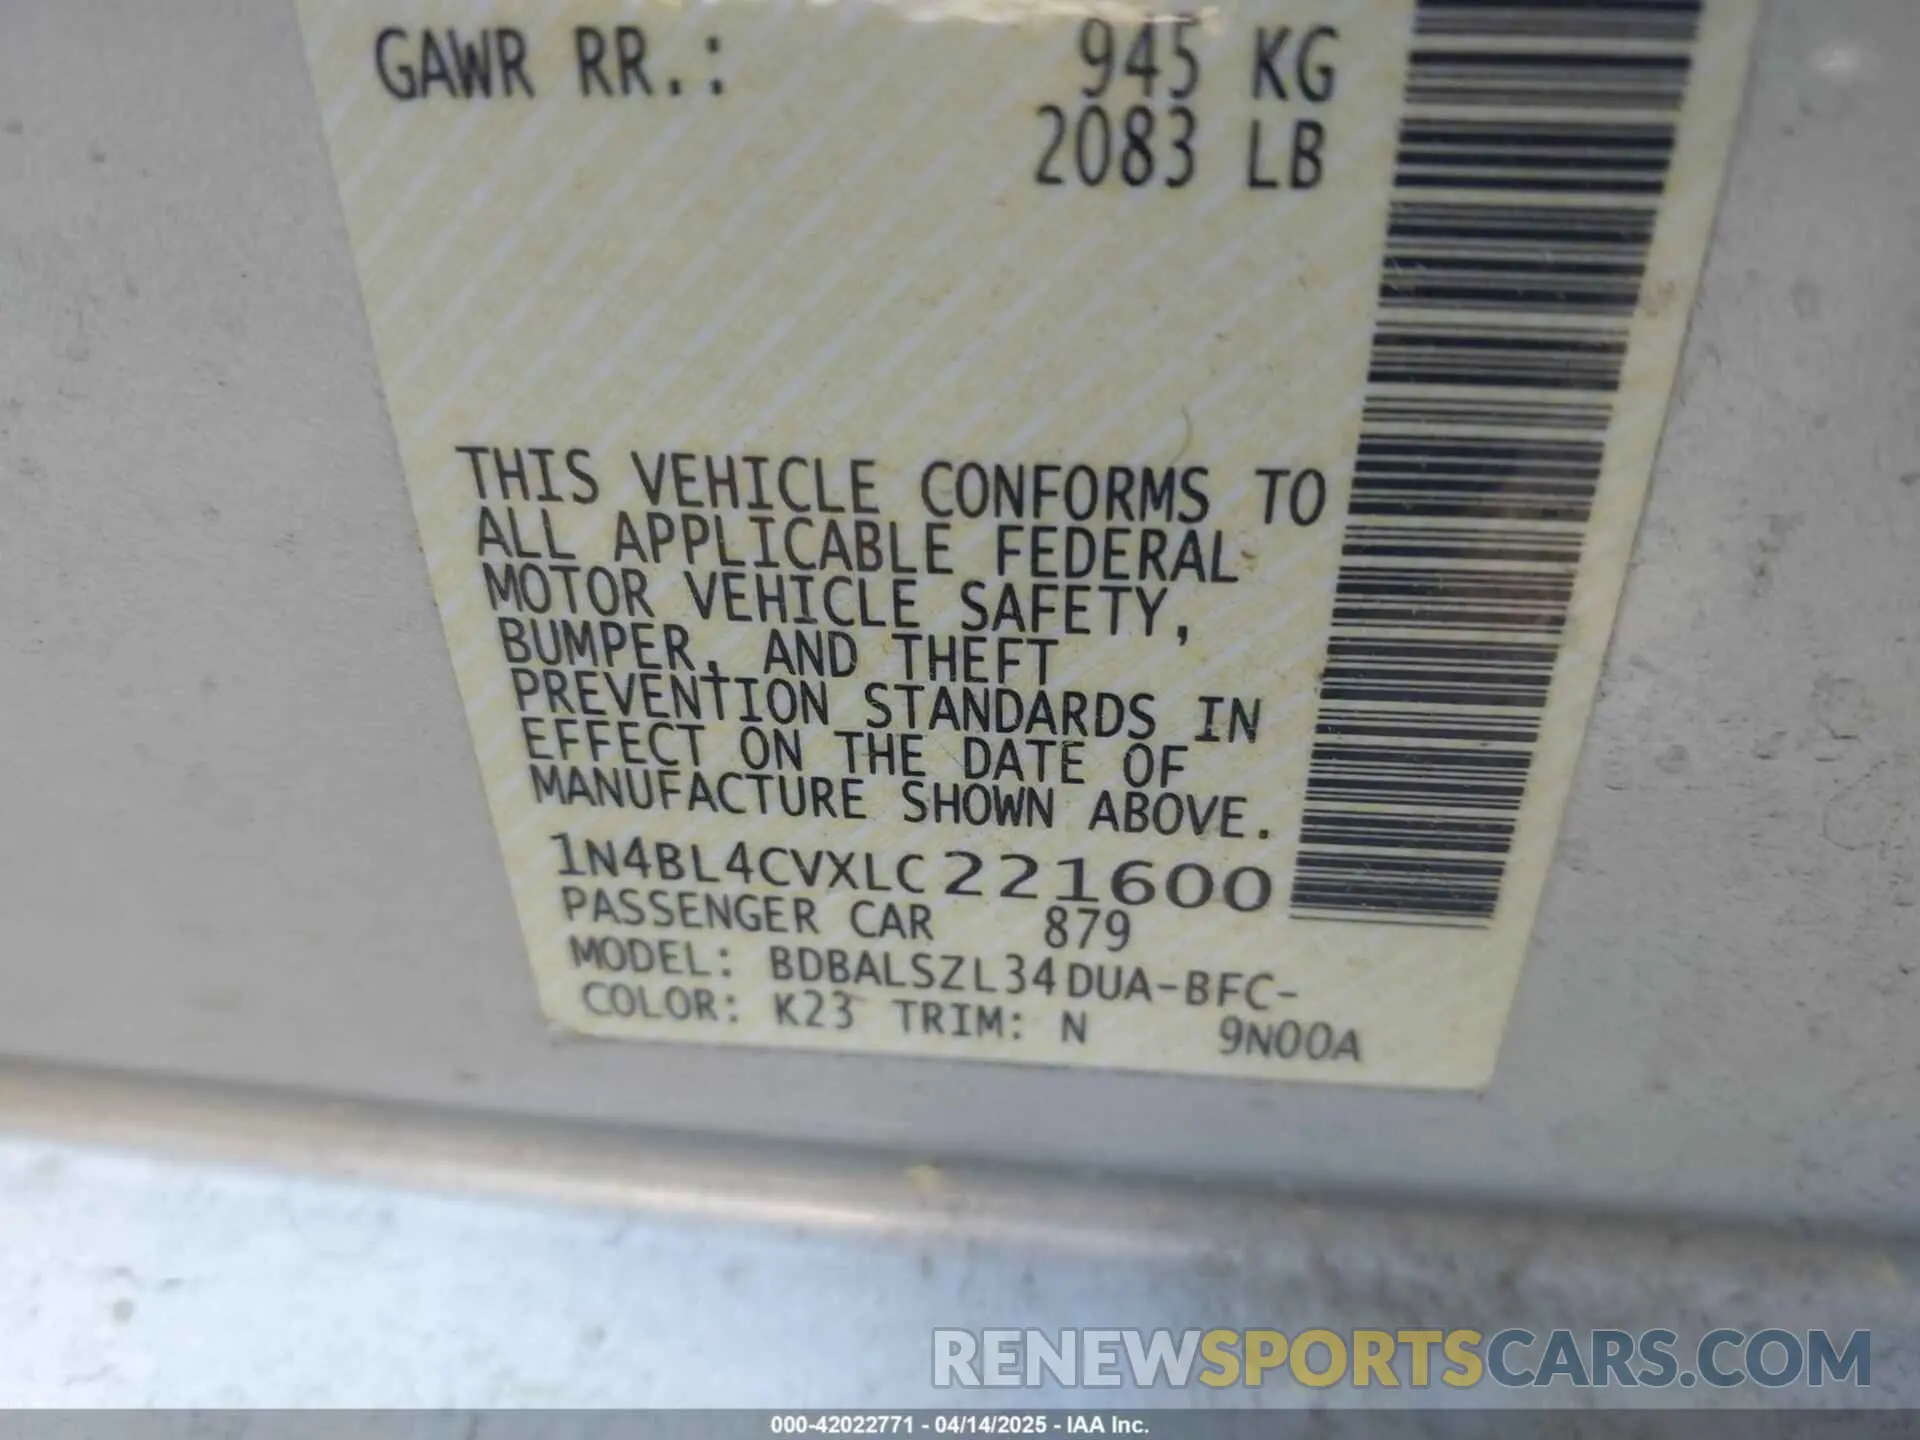 GAWR RR.: 945 KG
2083 LB
THIS VEHICLE CONFORMS TO
ALL APPLICABLE FEDERAL
MOTOR VEHICLE SAFETY,
BUMPER, AND THEFT
PREVENTION STANDARDS IN
EFFECT ON THE DATE OF
MANUFACTURE SHOWN ABOVE.
1N4BL4CVXLC221600
PASSENGER CAR 879
MODEL: BDBALSZL34DUA-BFC-
COLOR: K23 TRIM: N 9N00A
RENEWSPORTSCARS.COM
000-42022771 - 04/14/2025 - IAA Inc.